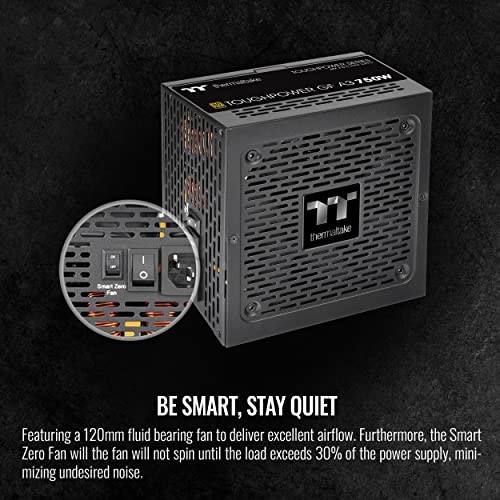 thermaltake
TOUGHPOWER SERIES
TOUGHPOWER GF A3 750W
thermaltake
ON
OFF
Smart Zero
Fan
BE SMART, STAY QUIET
Featuring a 120mm fluid bearing fan to deliver excellent airflow. Furthermore, the Smart
Zero Fan will the fan will not spin until the load exceeds 30% of the power supply, mini-
mizing undesired noise.